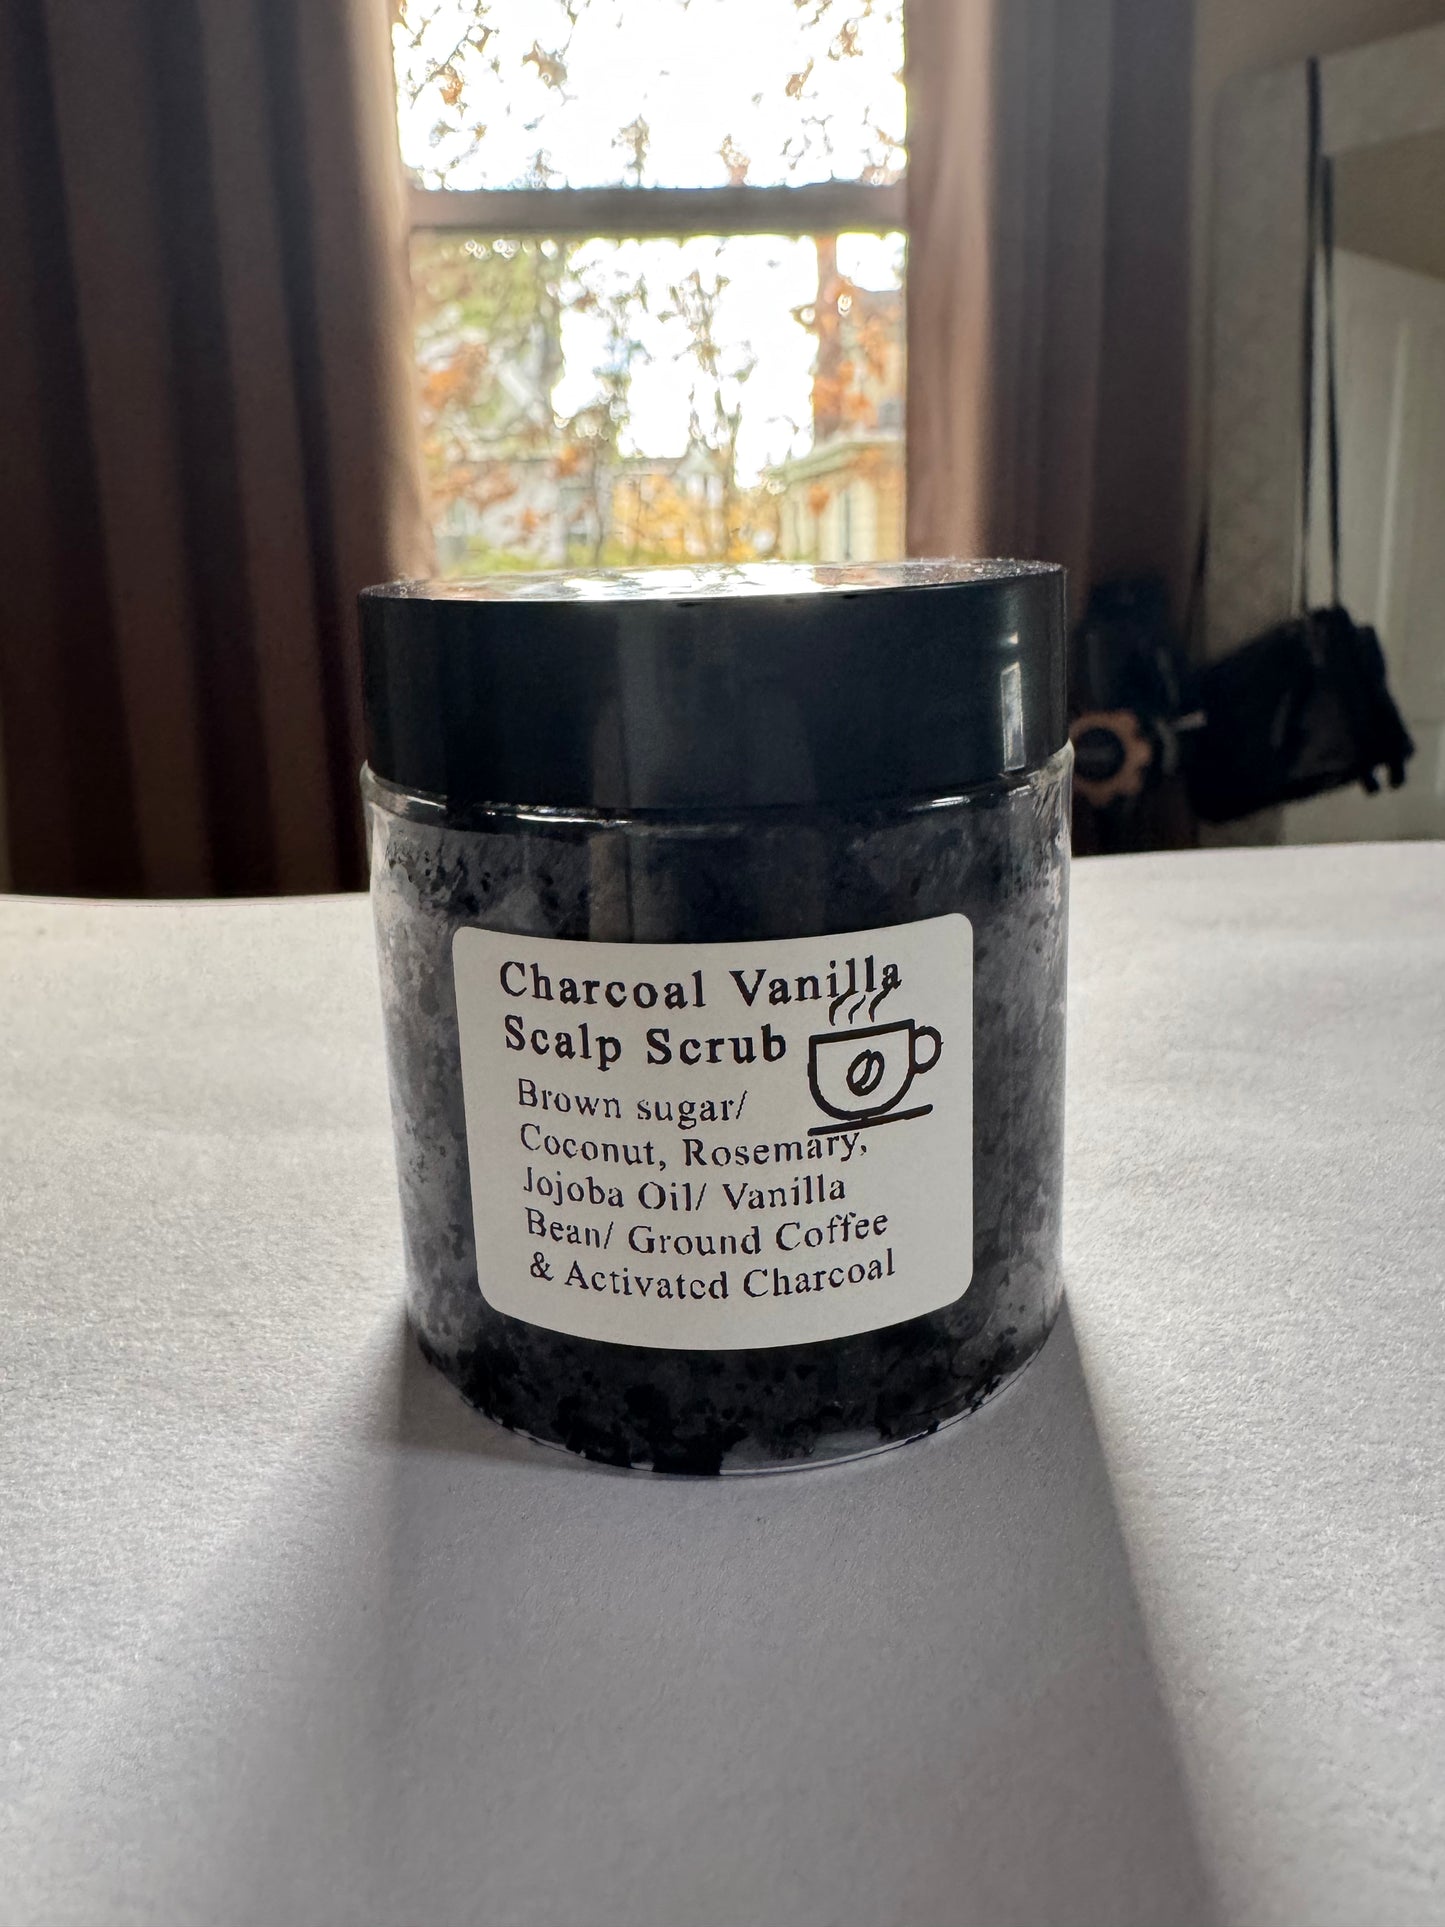 Charcoal Vanilla
Scalp Scrub
Brown sugar/
Coconut, Rosemary,
Jojoba Oil/ Vanilla
Bean/ Ground Coffee
& Activated Charcoal